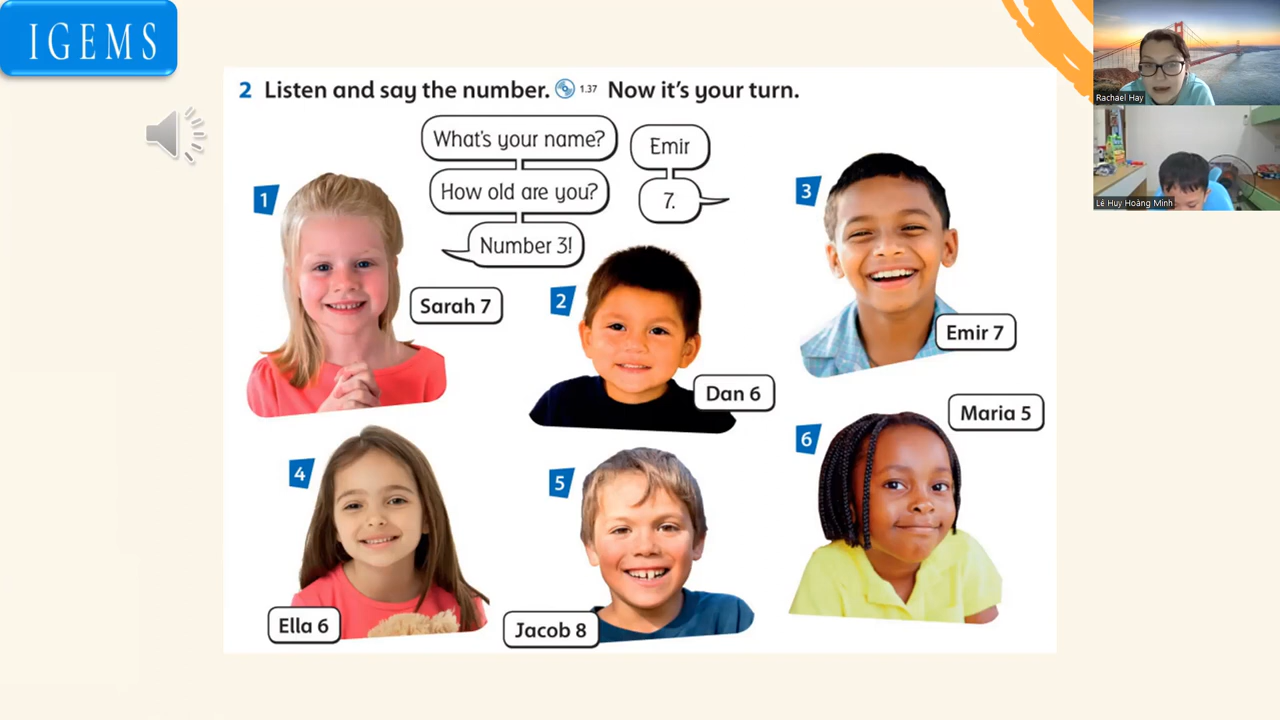 IGEMS
2 Listen and say the number. 1.37 Now it's your turn.
What's your name?
Emir
How old are you?
7.
Number 3!
1
Sarah 7
2
Dan 6
3
Emir 7
4
Ella 6
5
Jacob 8
6
Maria 5
Rachael Hay
Lê Huy Hoàng Minh